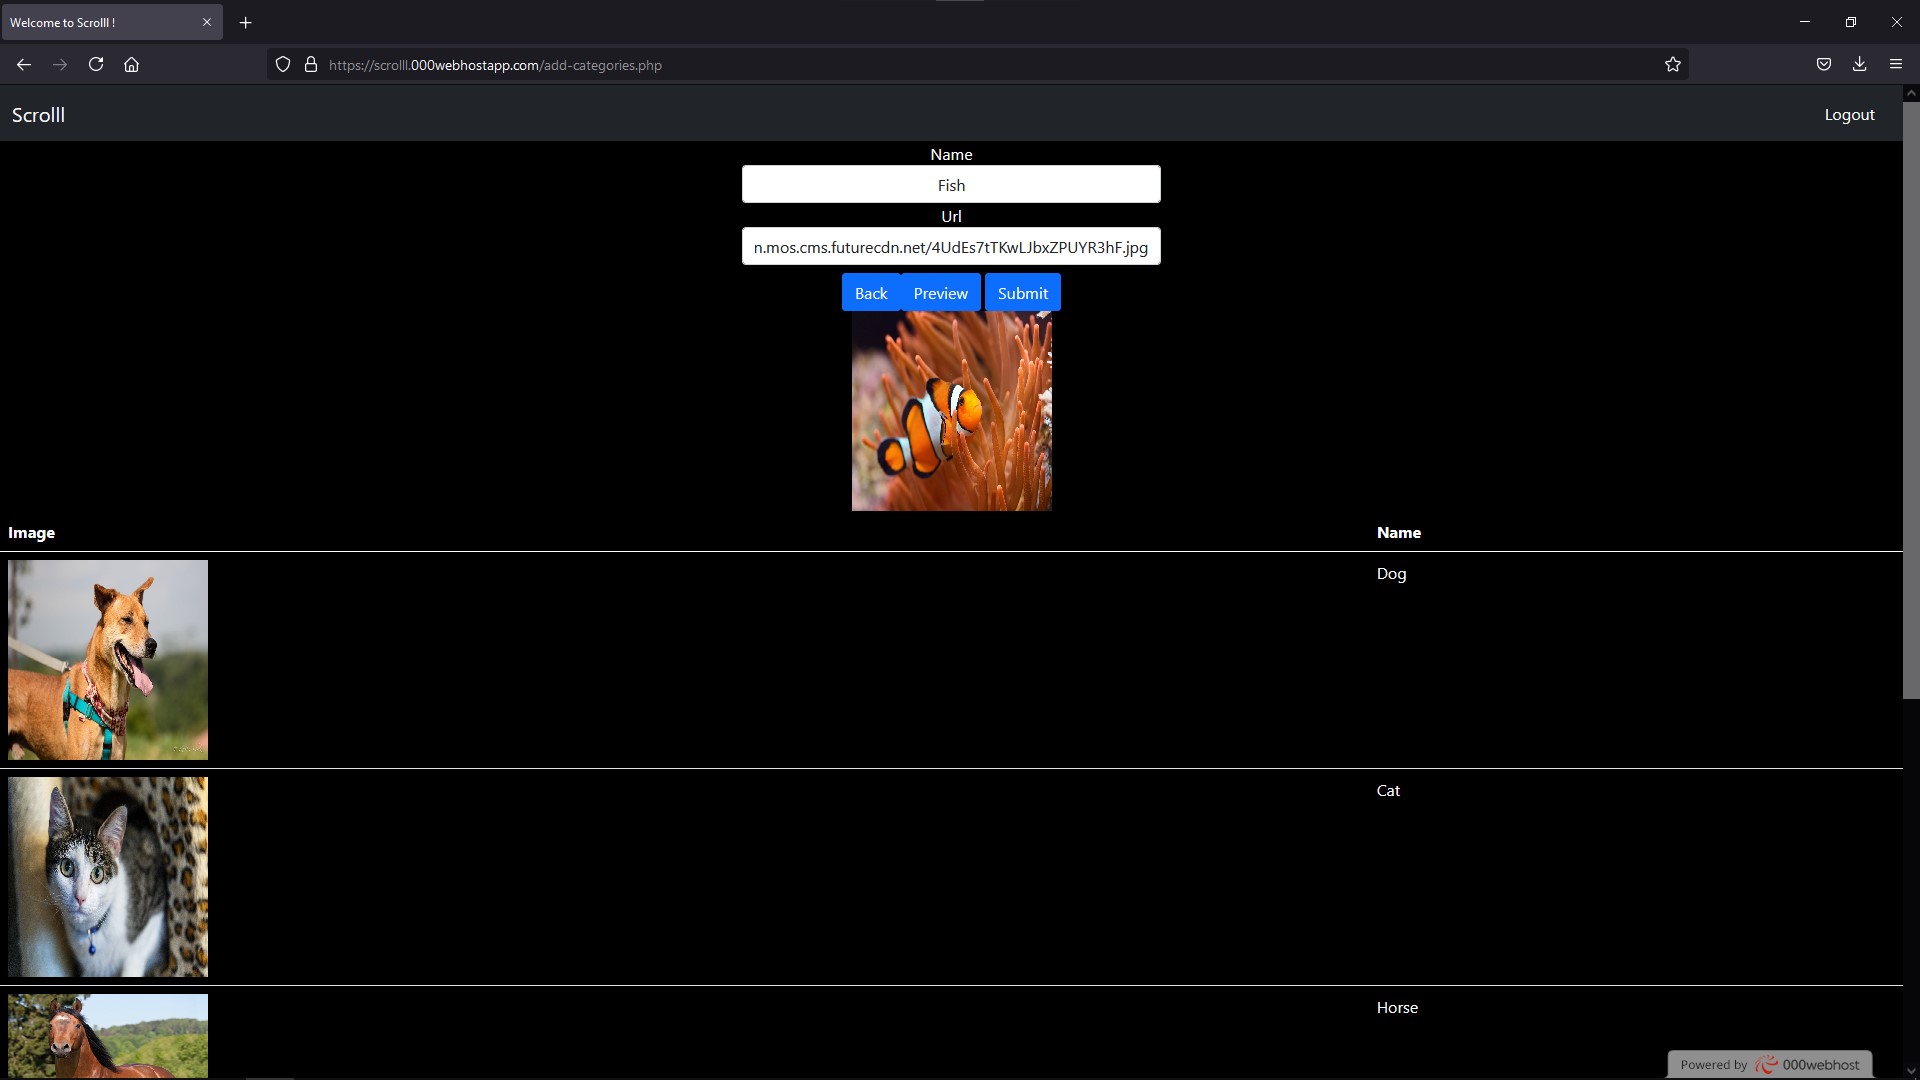 Welcome to Scrolll !
https://scrolll.000webhostapp.com/add-categories.php
Scrolll
Logout
Name
Fish
Url
n.mos.cms.futurecdn.net/4UdEs7tTKwLJbxZPUYR3hF.jpg
Back Preview Submit
Image Name
Dog
Cat
Horse
Powered by 000webhost